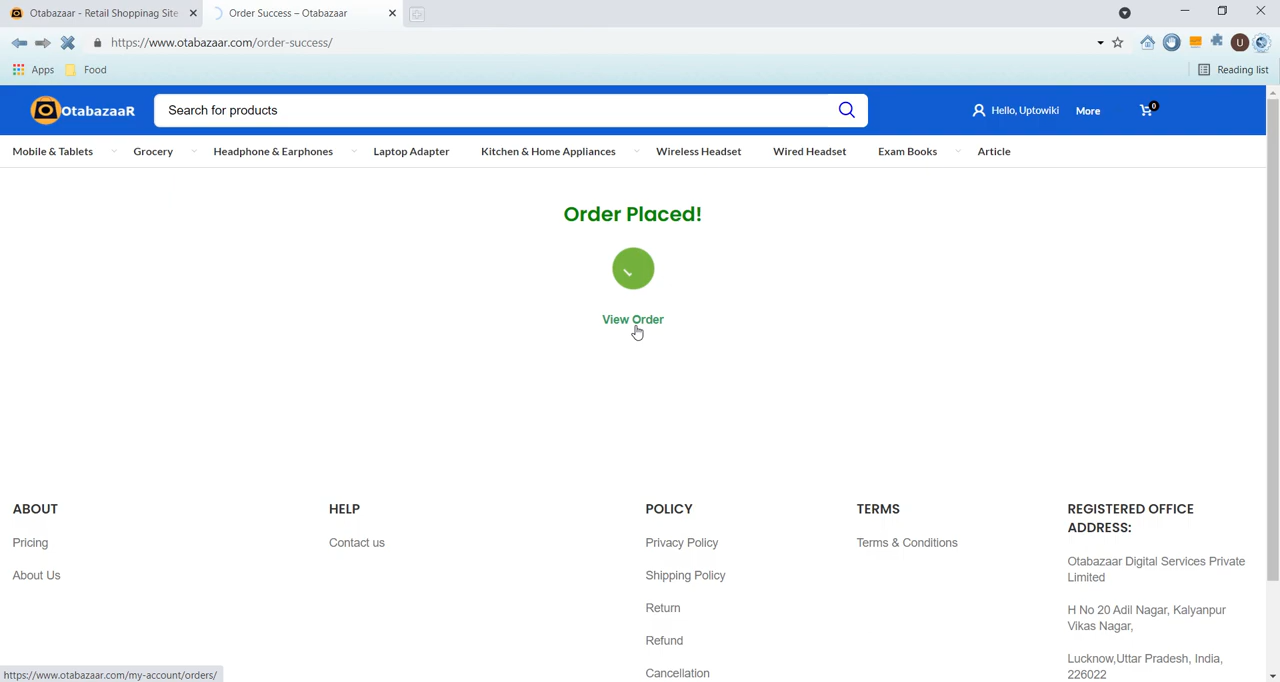 Otabazaar - Retail Shoppinag Site
Order Success – Otabazaar
https://www.otabazaar.com/order-success/
U
Apps
Food
Reading list
OtabazaaR
Search for products
Hello, Uptowiki
More
0
Mobile & Tablets
Grocery
Headphone & Earphones
Laptop Adapter
Kitchen & Home Appliances
Wireless Headset
Wired Headset
Exam Books
Article
Order Placed!
View Order
ABOUT
Pricing
About Us
HELP
Contact us
POLICY
Privacy Policy
Shipping Policy
Return
Refund
Cancellation
TERMS
Terms & Conditions
REGISTERED OFFICE
ADDRESS:
Otabazaar Digital Services Private
Limited
H No 20 Adil Nagar, Kalyanpur
Vikas Nagar,
Lucknow,Uttar Pradesh, India,
226022
https://www.otabazaar.com/my-account/orders/